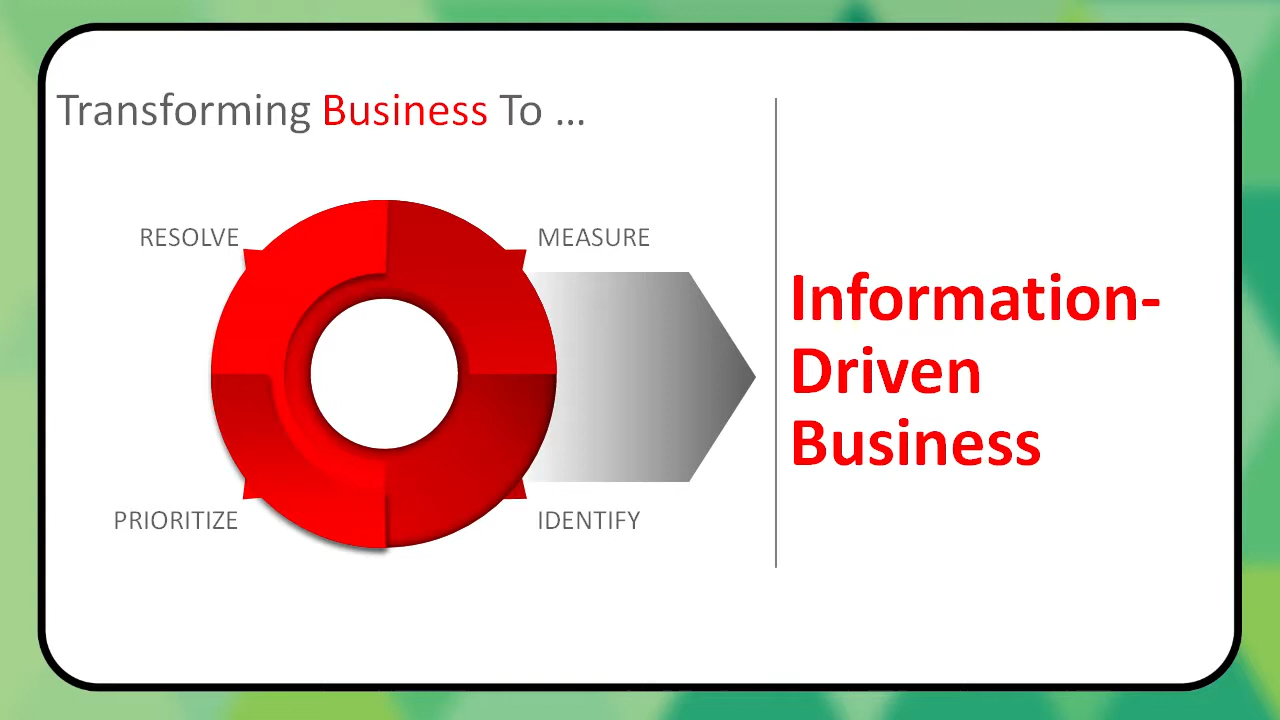 Transforming Business To ...
RESOLVE
MEASURE
PRIORITIZE
IDENTIFY
Information-
Driven
Business